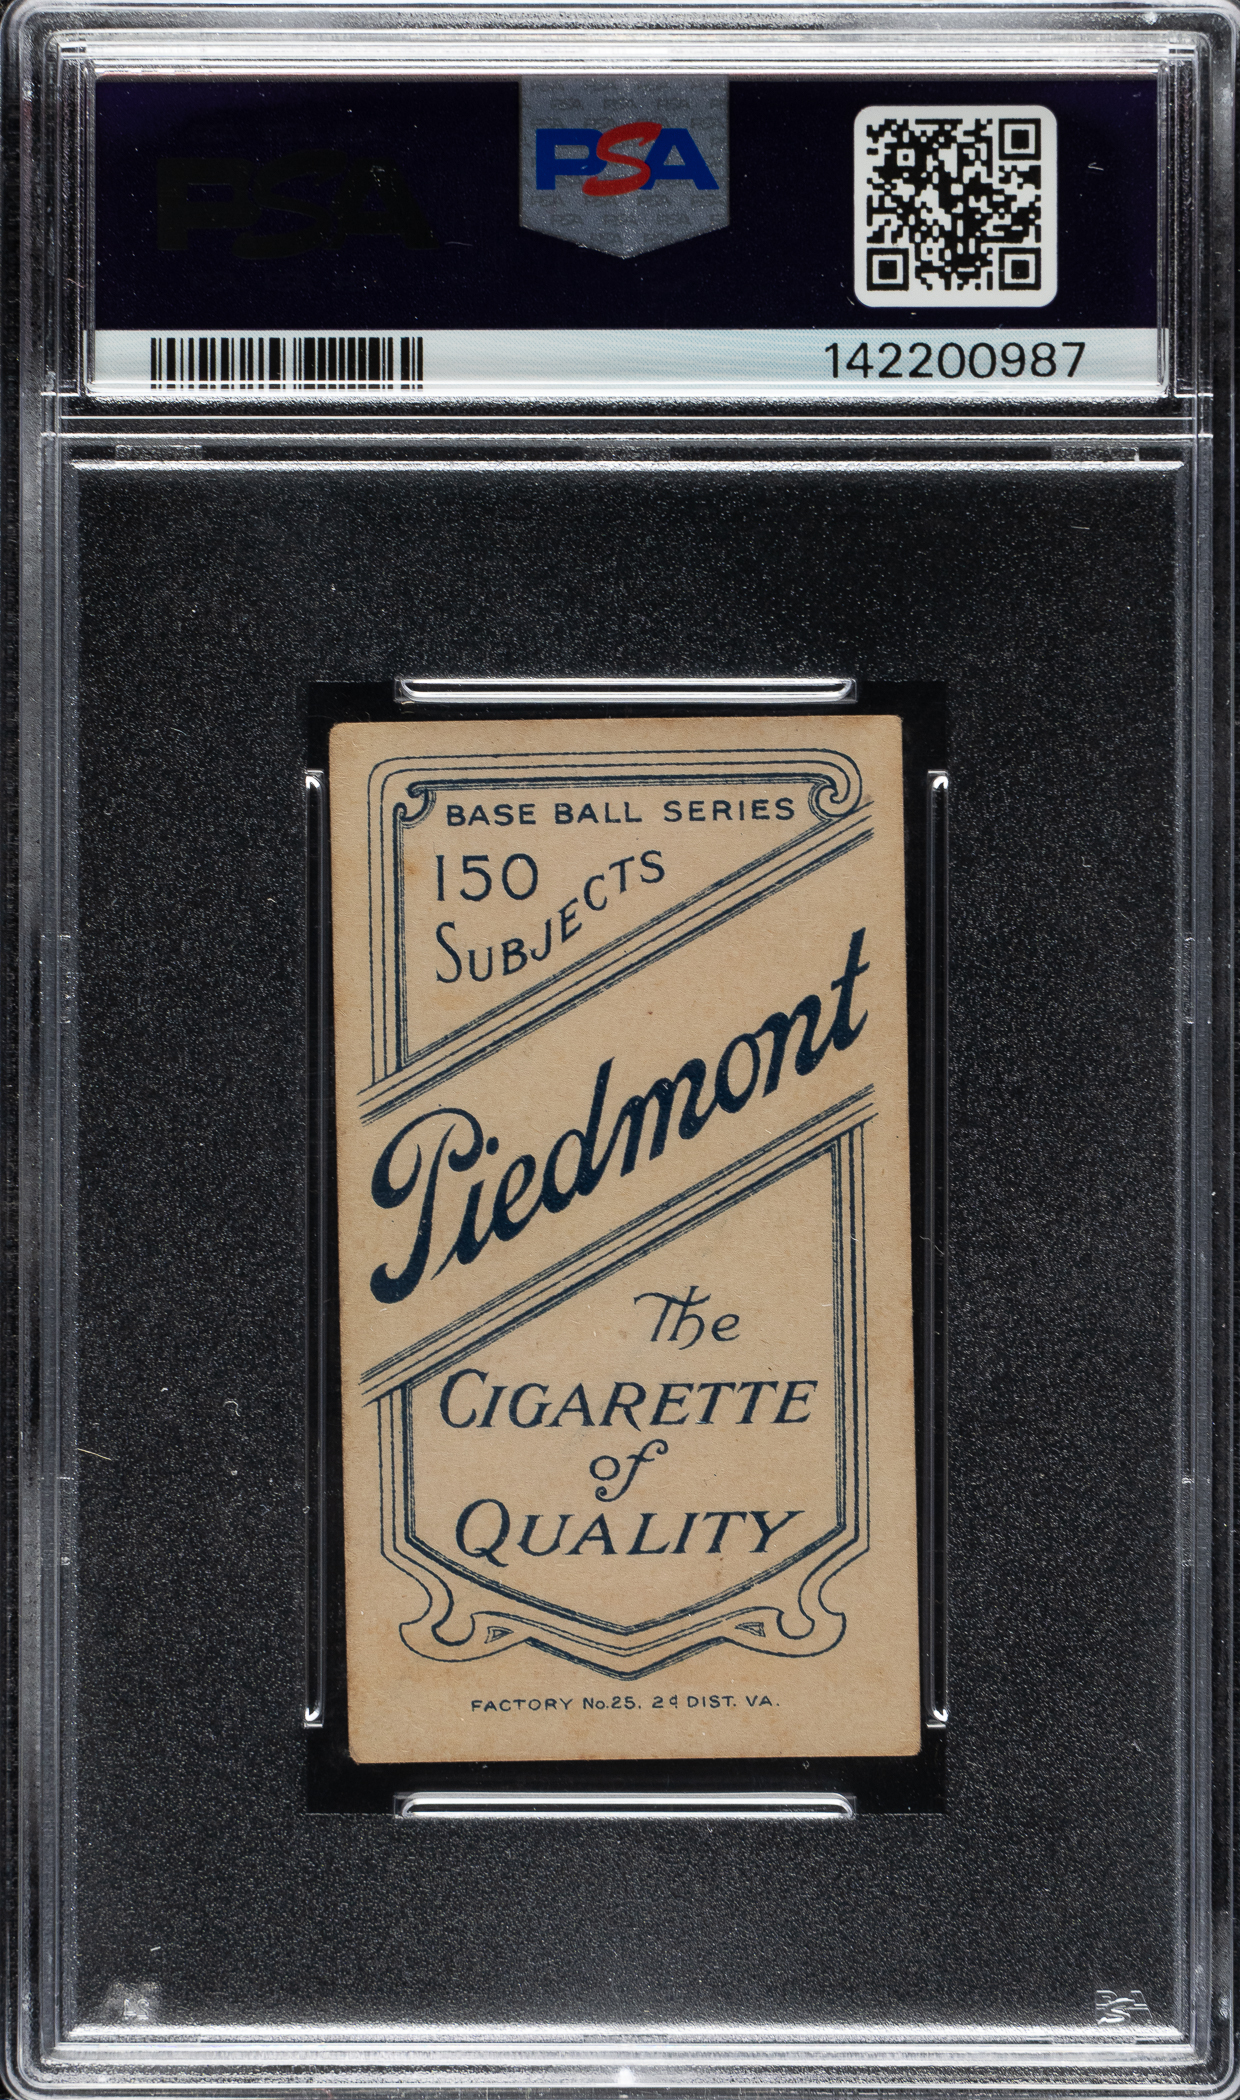 PSA
PSA
142200987
BASE BALL SERIES
150
SUBJECTS
Piedmont
The
CIGARETTE
of
QUALITY
FACTORY No.25. 2d DIST. VA.
PSA